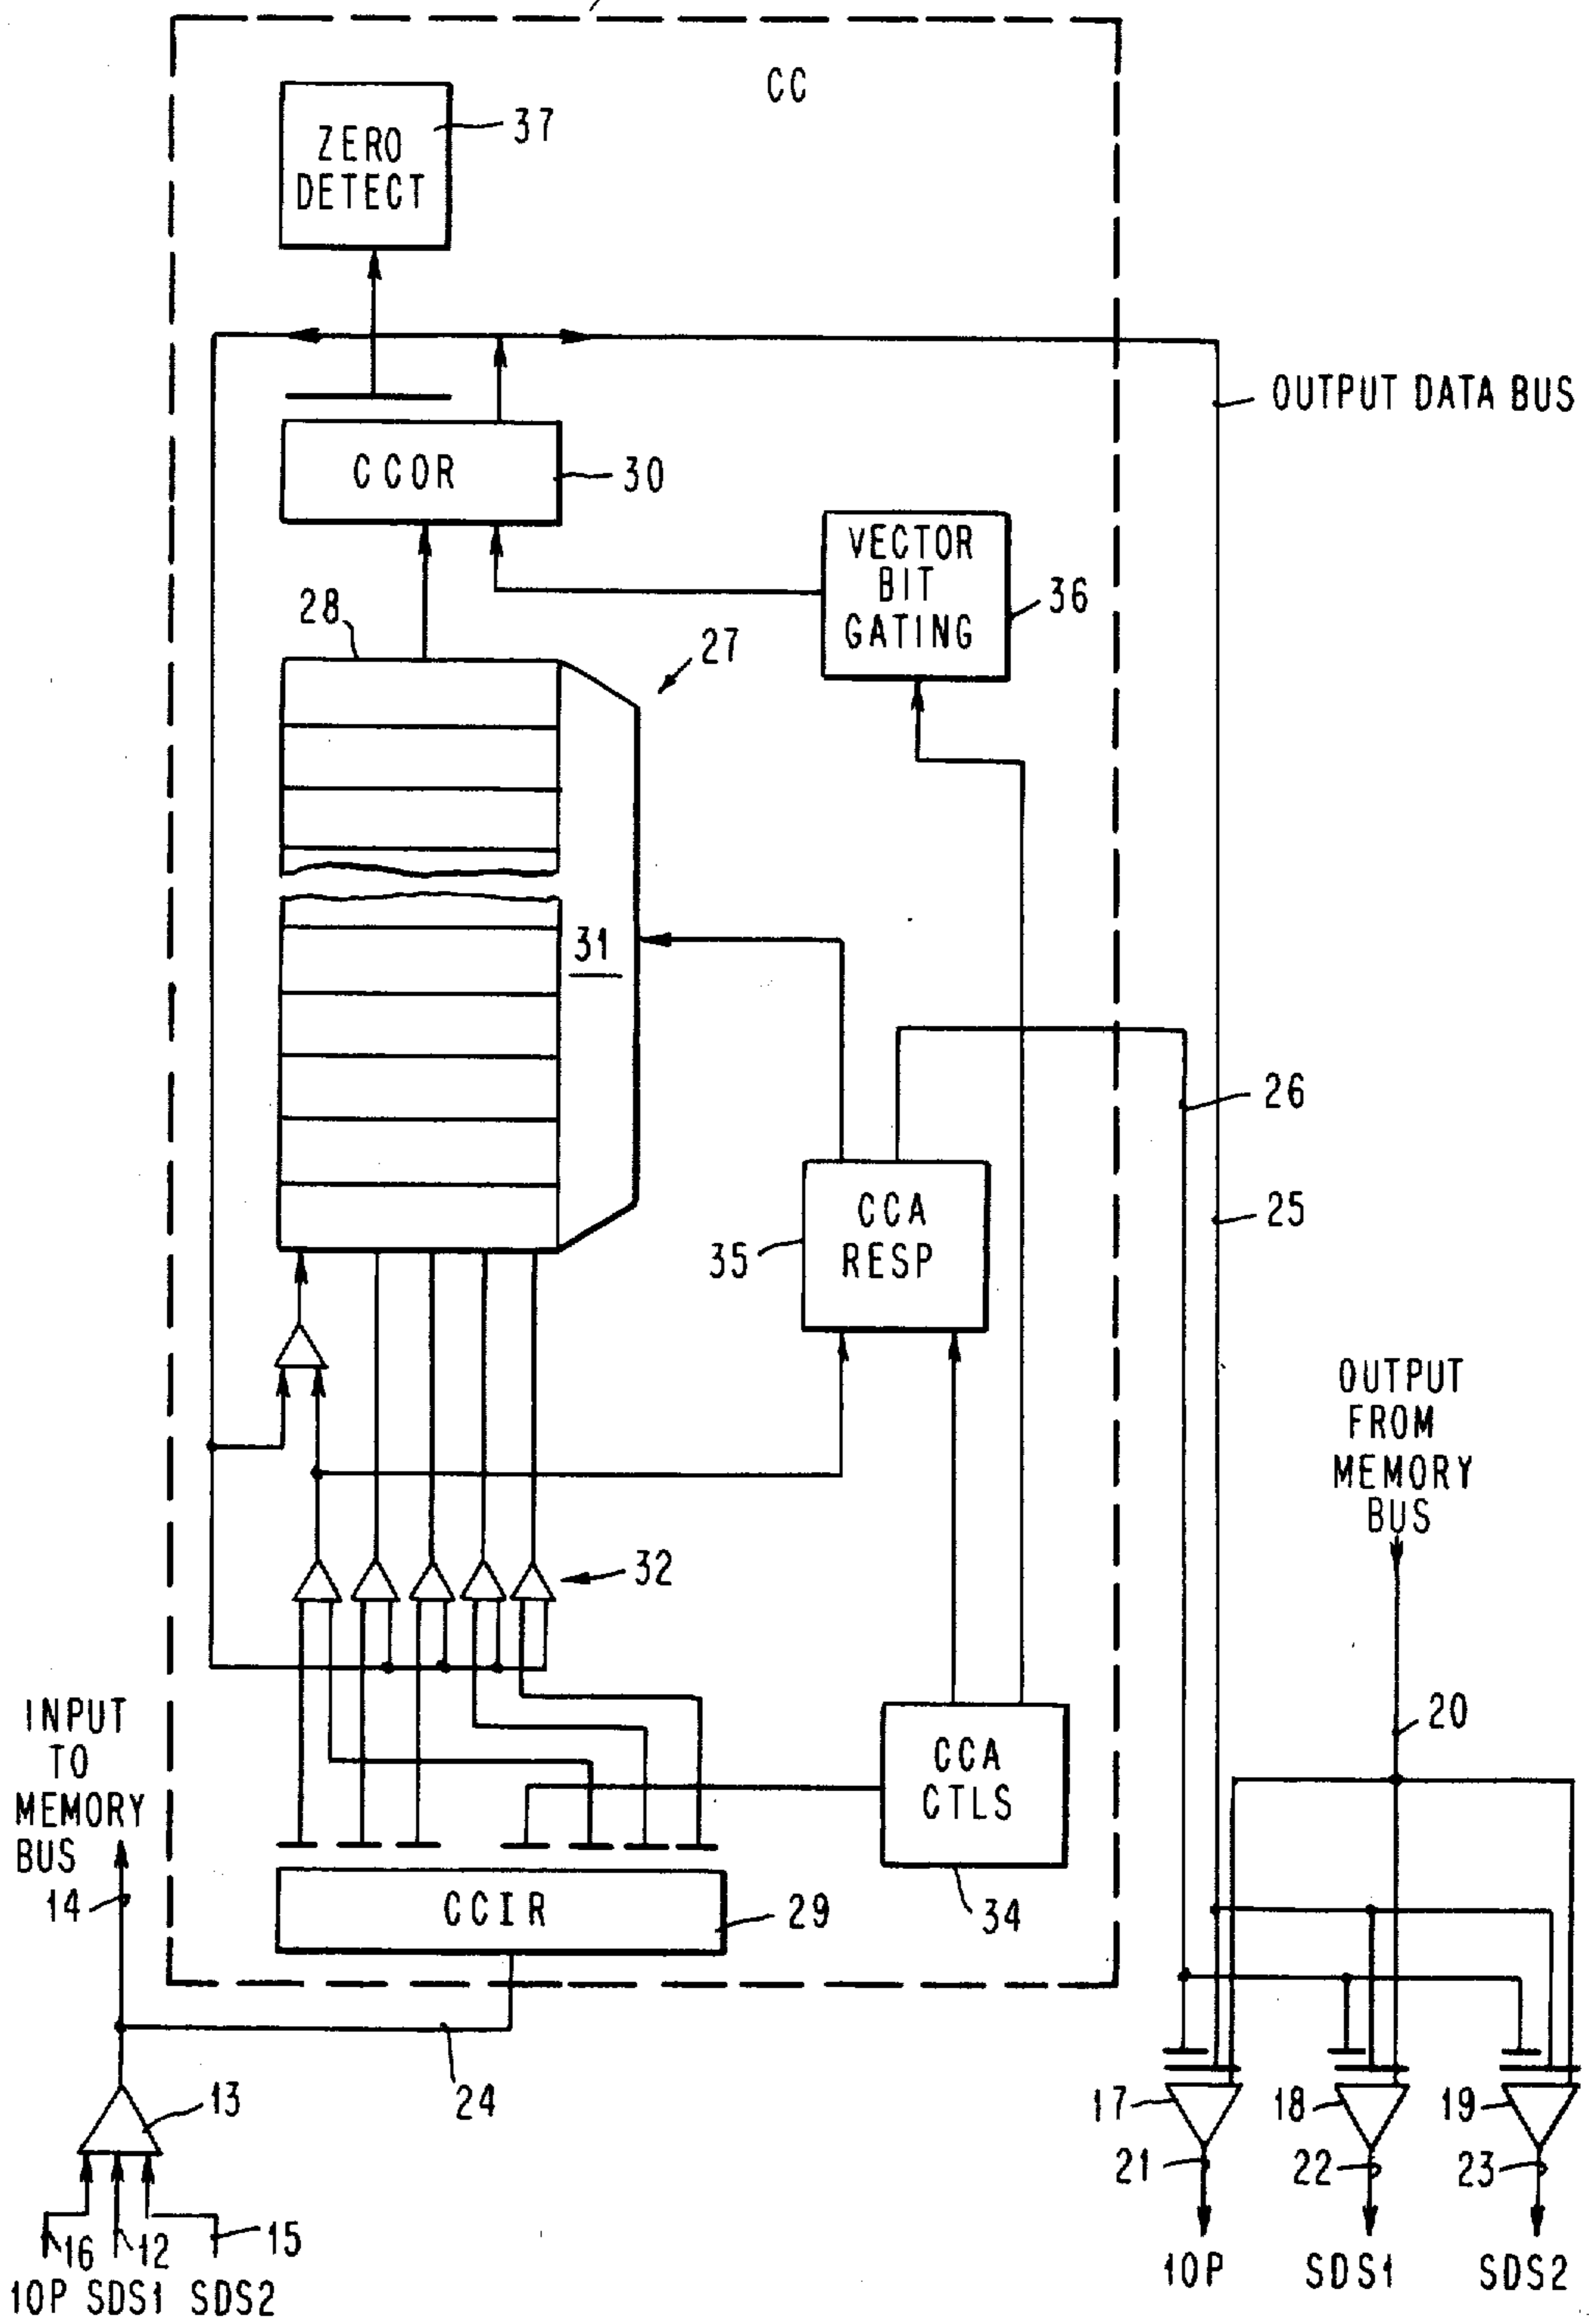 CC
ZERO
DETECT
37
OUTPUT DATA BUS
CCOR
30
VECTOR
BIT
GATING
36
28
27
31
26
25
CCA
RESP
35
OUTPUT
FROM
MEMORY
BUS
32
INPUT
TO
MEMORY
BUS
14
20
CCA
CTLS
34
CCIR
29
13
24
17
18
19
21
22
23
16
12
15
IOP SDS1 SDS2
IOP
SDS1
SDS2